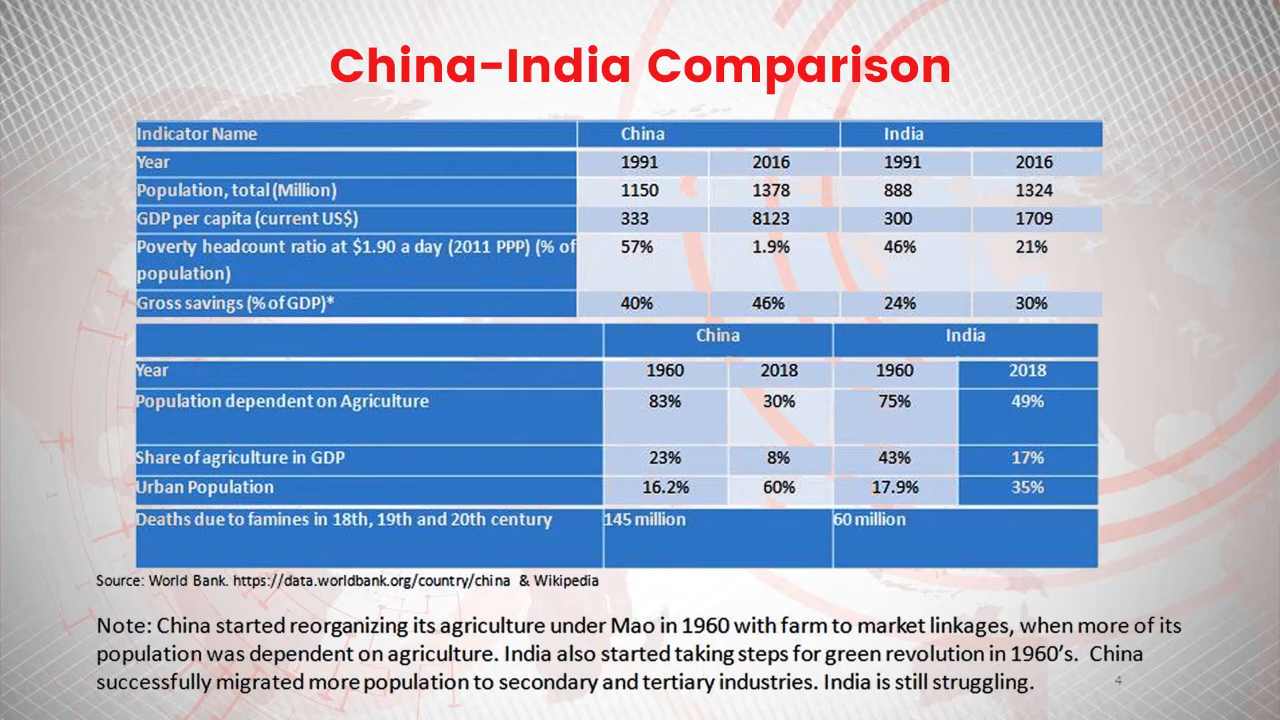 China-India Comparison
Indicator Name China India
Year 1991 2016 1991 2016
Population, total (Million) 1150 1378 888 1324
GDP per capita (current US$) 333 8123 300 1709
Poverty headcount ratio at $1.90 a day (2011 PPP) (% of 57% 1.9% 46% 21%
population)
Gross savings (% of GDP)* 40% 46% 24% 30%
China India
Year 1960 2018 1960 2018
Population dependent on Agriculture 83% 30% 75% 49%
Share of agriculture in GDP 23% 8% 43% 17%
Urban Population 16.2% 60% 17.9% 35%
Deaths due to famines in 18th, 19th and 20th century 145 million 60 million
Source: World Bank. https://data.worldbank.org/country/china & Wikipedia
Note: China started reorganizing its agriculture under Mao in 1960 with farm to market linkages, when more of its
population was dependent on agriculture. India also started taking steps for green revolution in 1960's. China
successfully migrated more population to secondary and tertiary industries. India is still struggling. 4